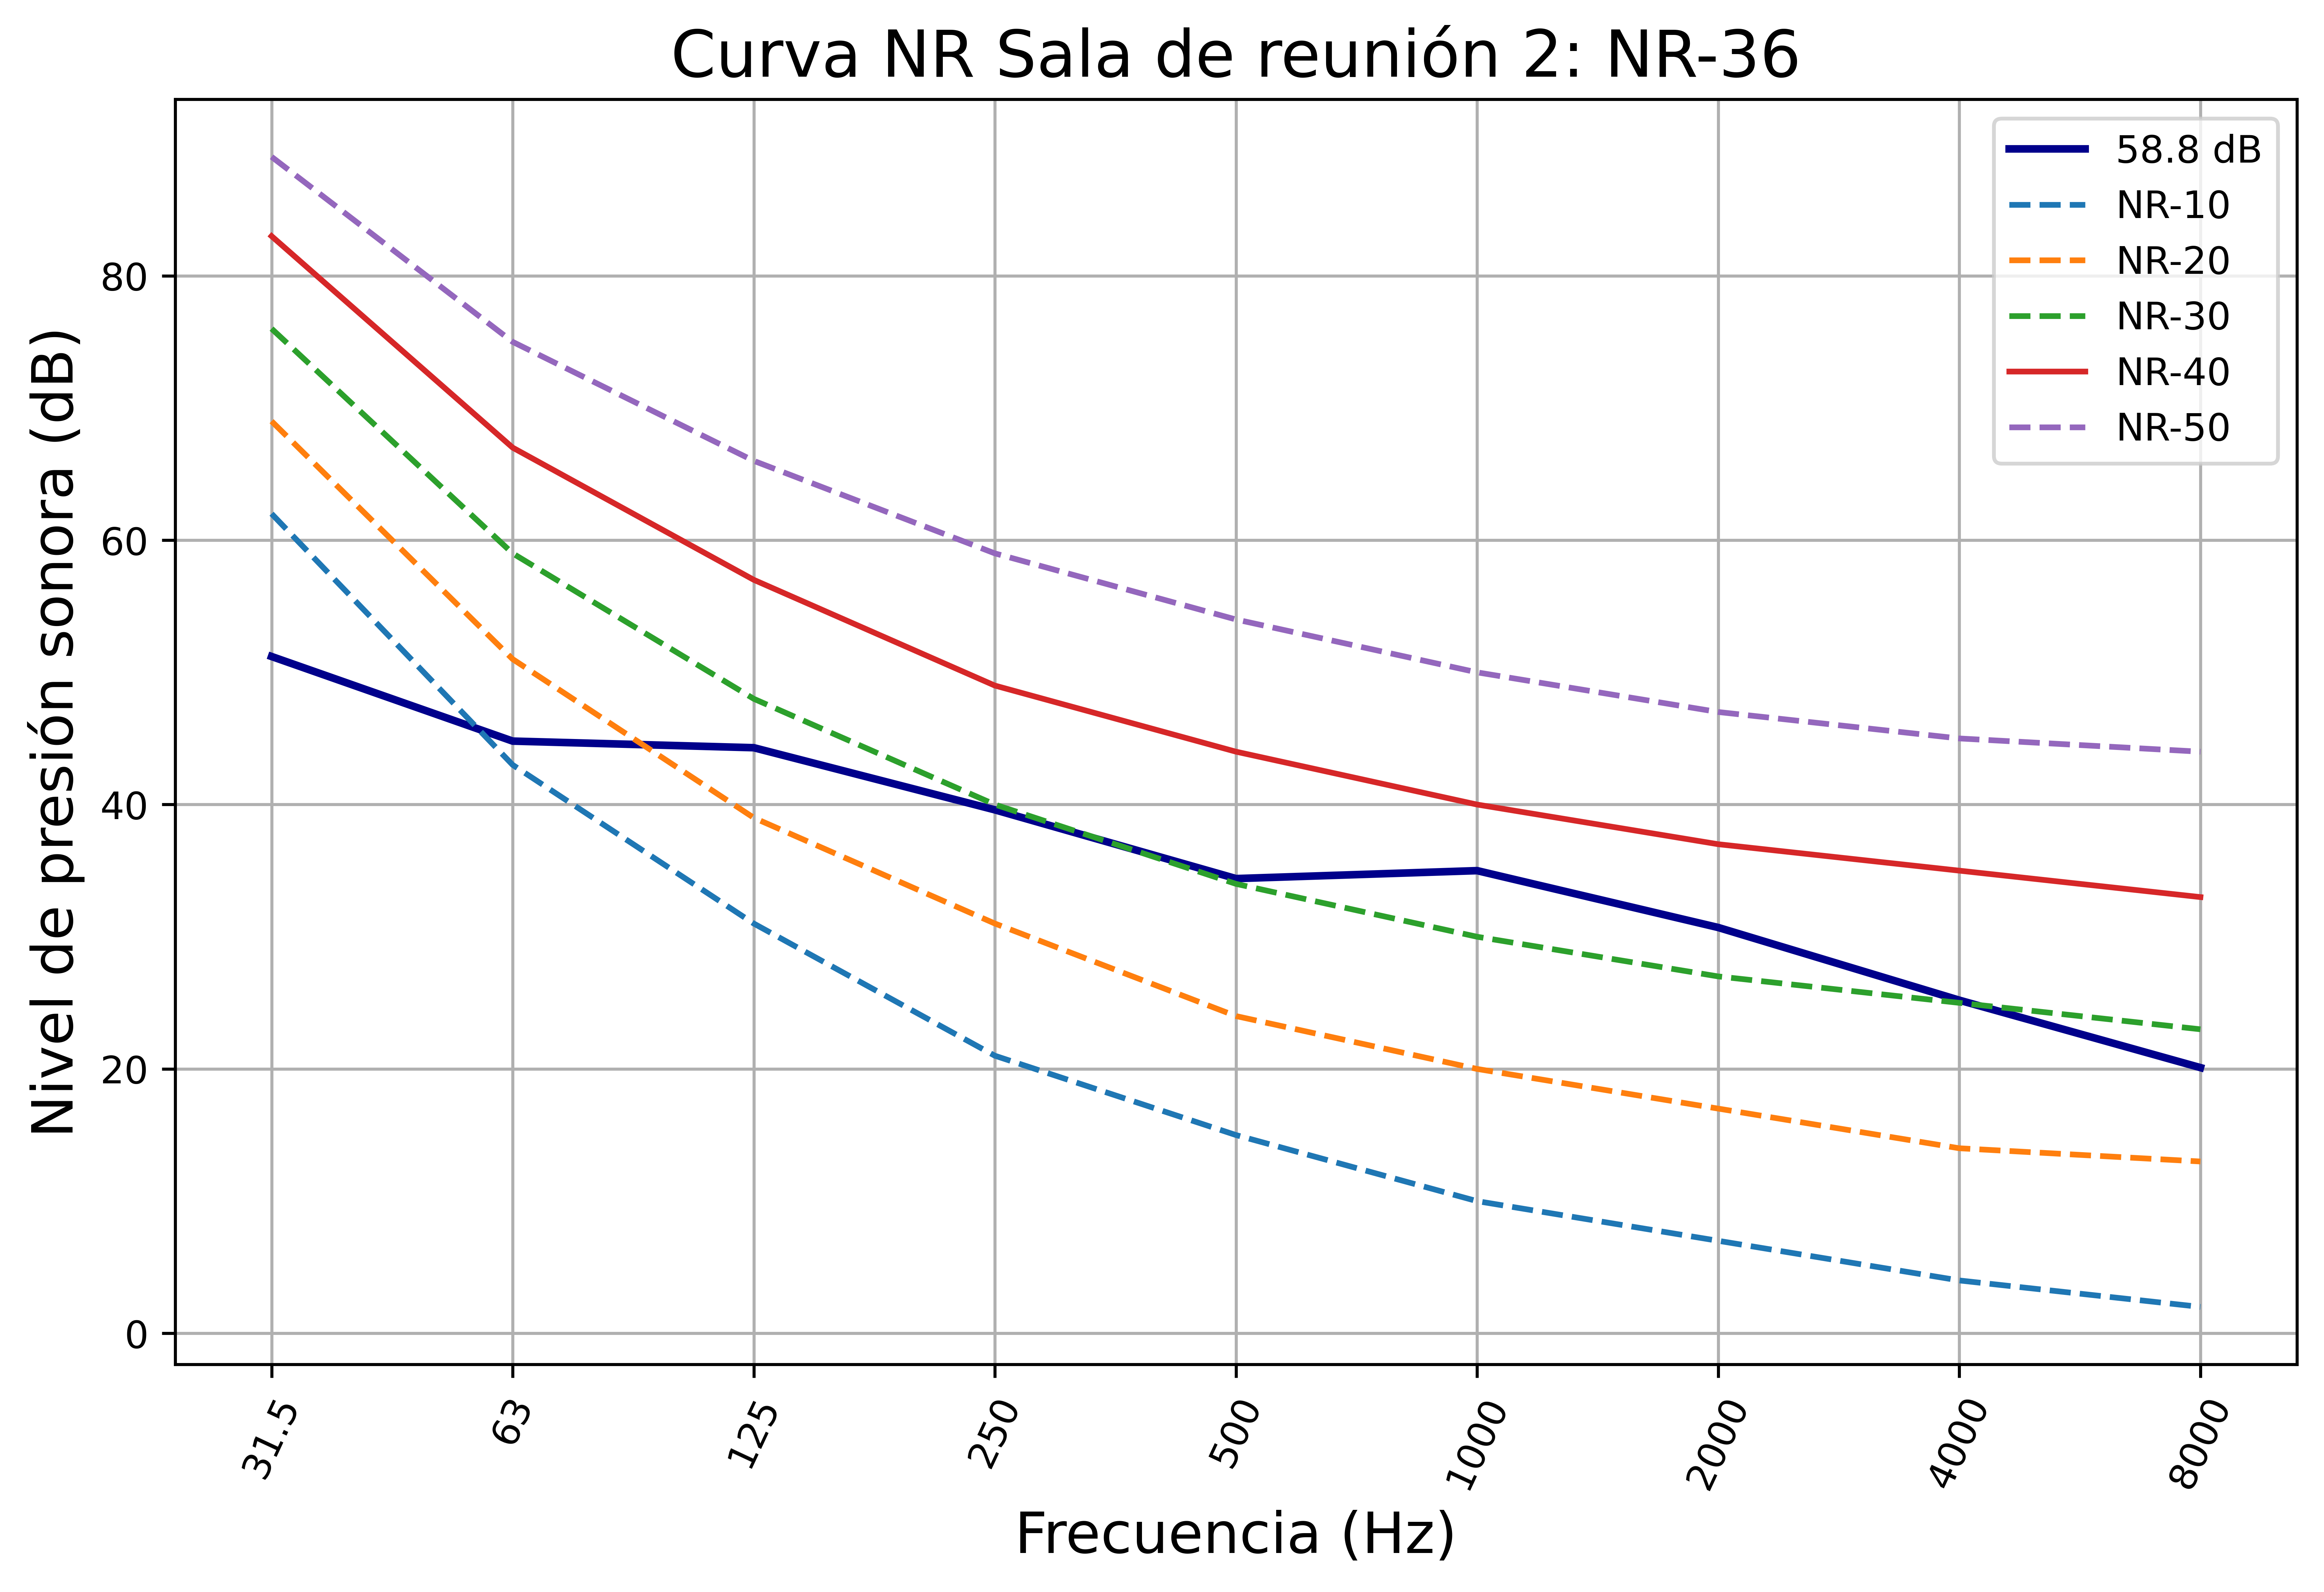 Curva NR Sala de reunión 2: NR-36
58.8 dB
NR-10
NR-20
NR-30
NR-40
NR-50
Nivel de presión sonora (dB)
80
60
40
20
0
31.5
63
125
250
500
1000
2000
4000
8000
Frecuencia (Hz)